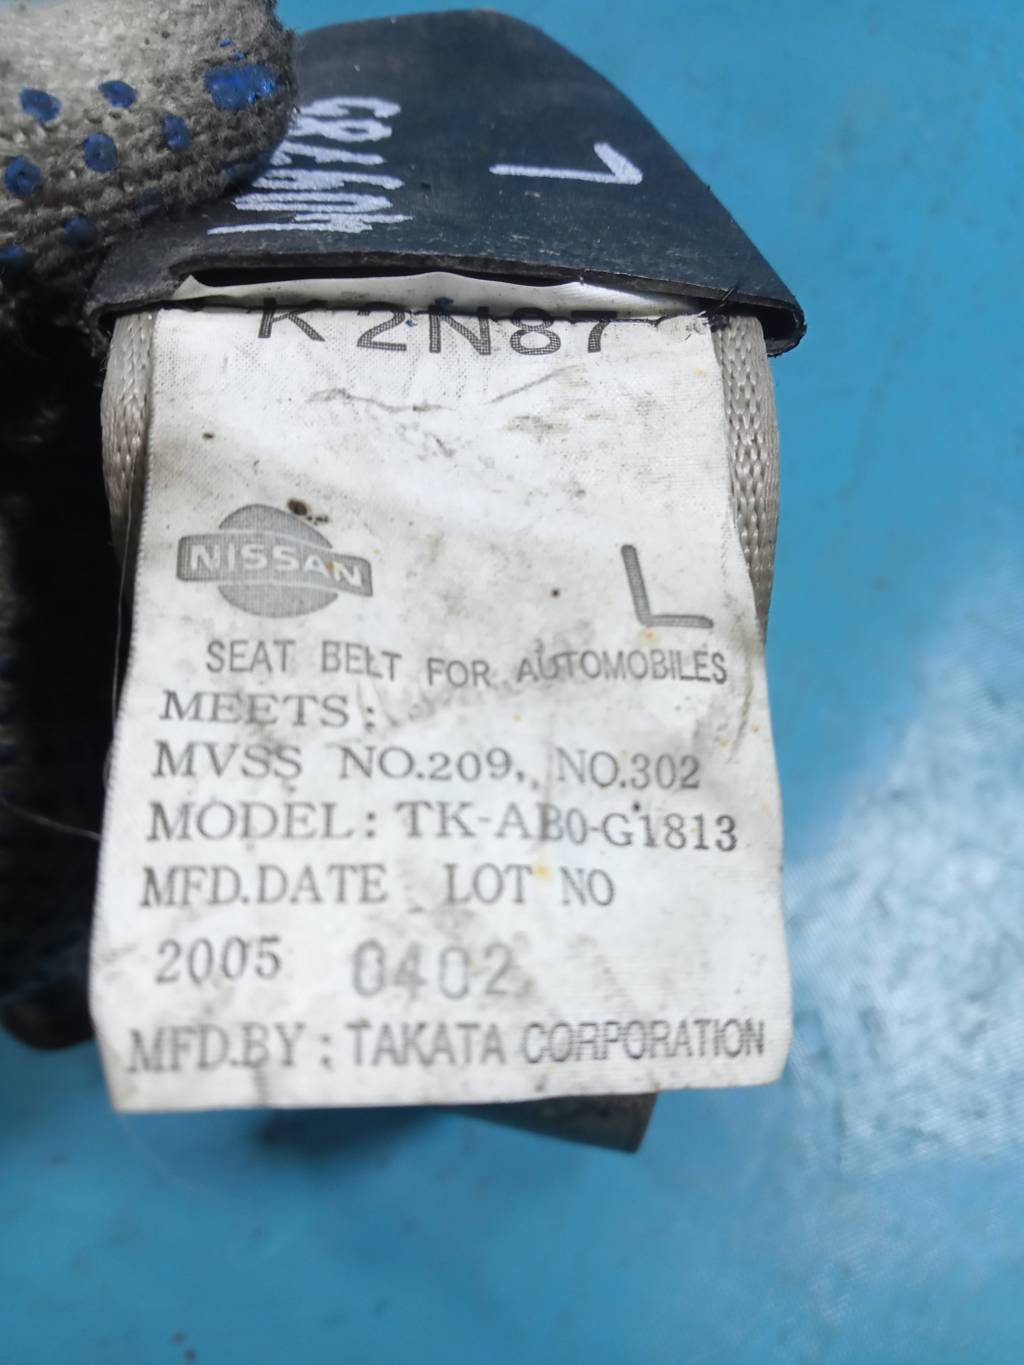 L
K2N87
NISSAN
L
SEAT BELT FOR AUTOMOBILES
MEETS:
MVSS NO.209, NO.302
MODEL: TK-AB0-G1813
MFD.DATE LOT NO
2005 0402
MFD.BY: TAKATA CORPORATION